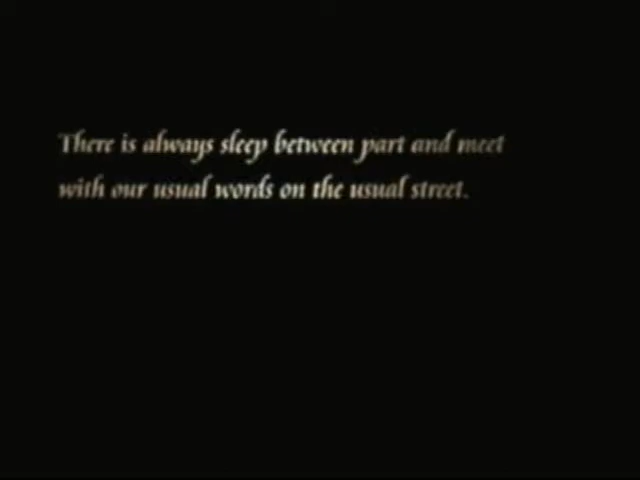 There is always sleep between part and meet
with our usual words on the usual street.